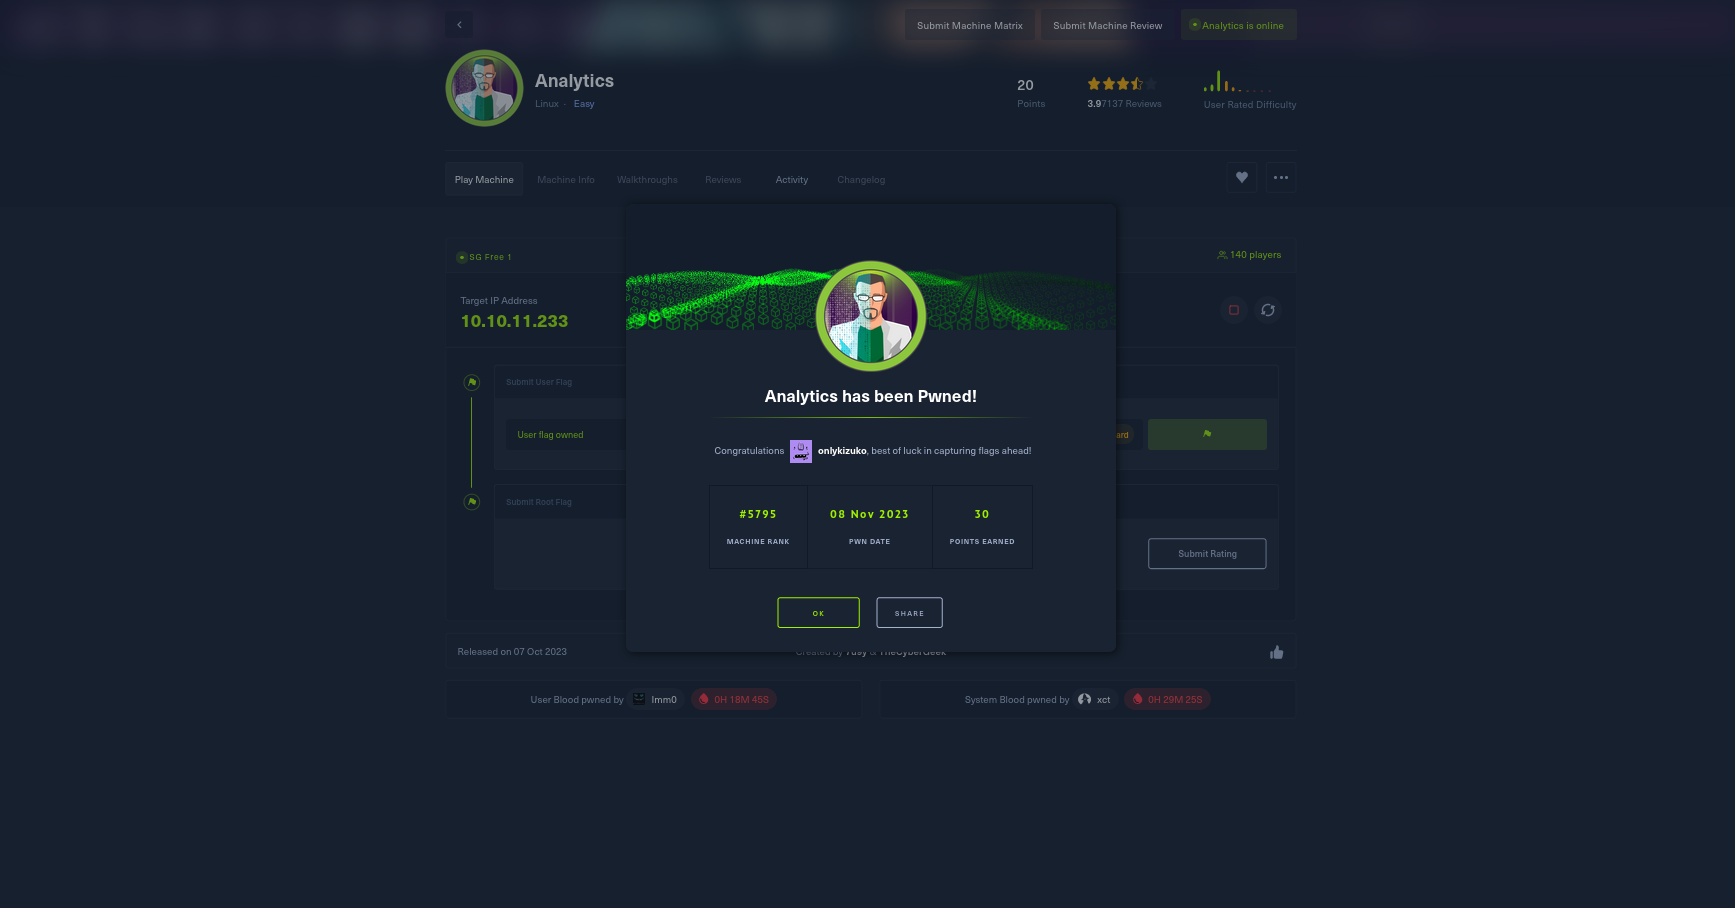 Submit Machine Matrix
Submit Machine Review
Analytics is online
Analytics
Linux · Easy
20
Points
3.9 7137 Reviews
User Rated Difficulty
Play Machine
Machine Info
Walkthroughs
Reviews
Activity
Changelog
SG Free 1
140 players
Target IP Address
10.10.11.233
Submit User Flag
User flag owned
ard
Submit Root Flag
Submit Rating
Analytics has been Pwned!
Congratulations onlykizuko, best of luck in capturing flags ahead!
#5795
MACHINE RANK
08 Nov 2023
PWN DATE
30
POINTS EARNED
OK
SHARE
Released on 07 Oct 2023
Created by 7u9y & TheCyberGeek
User Blood pwned by
0H 18M 45S
System Blood pwned by xct
0H 29M 25S